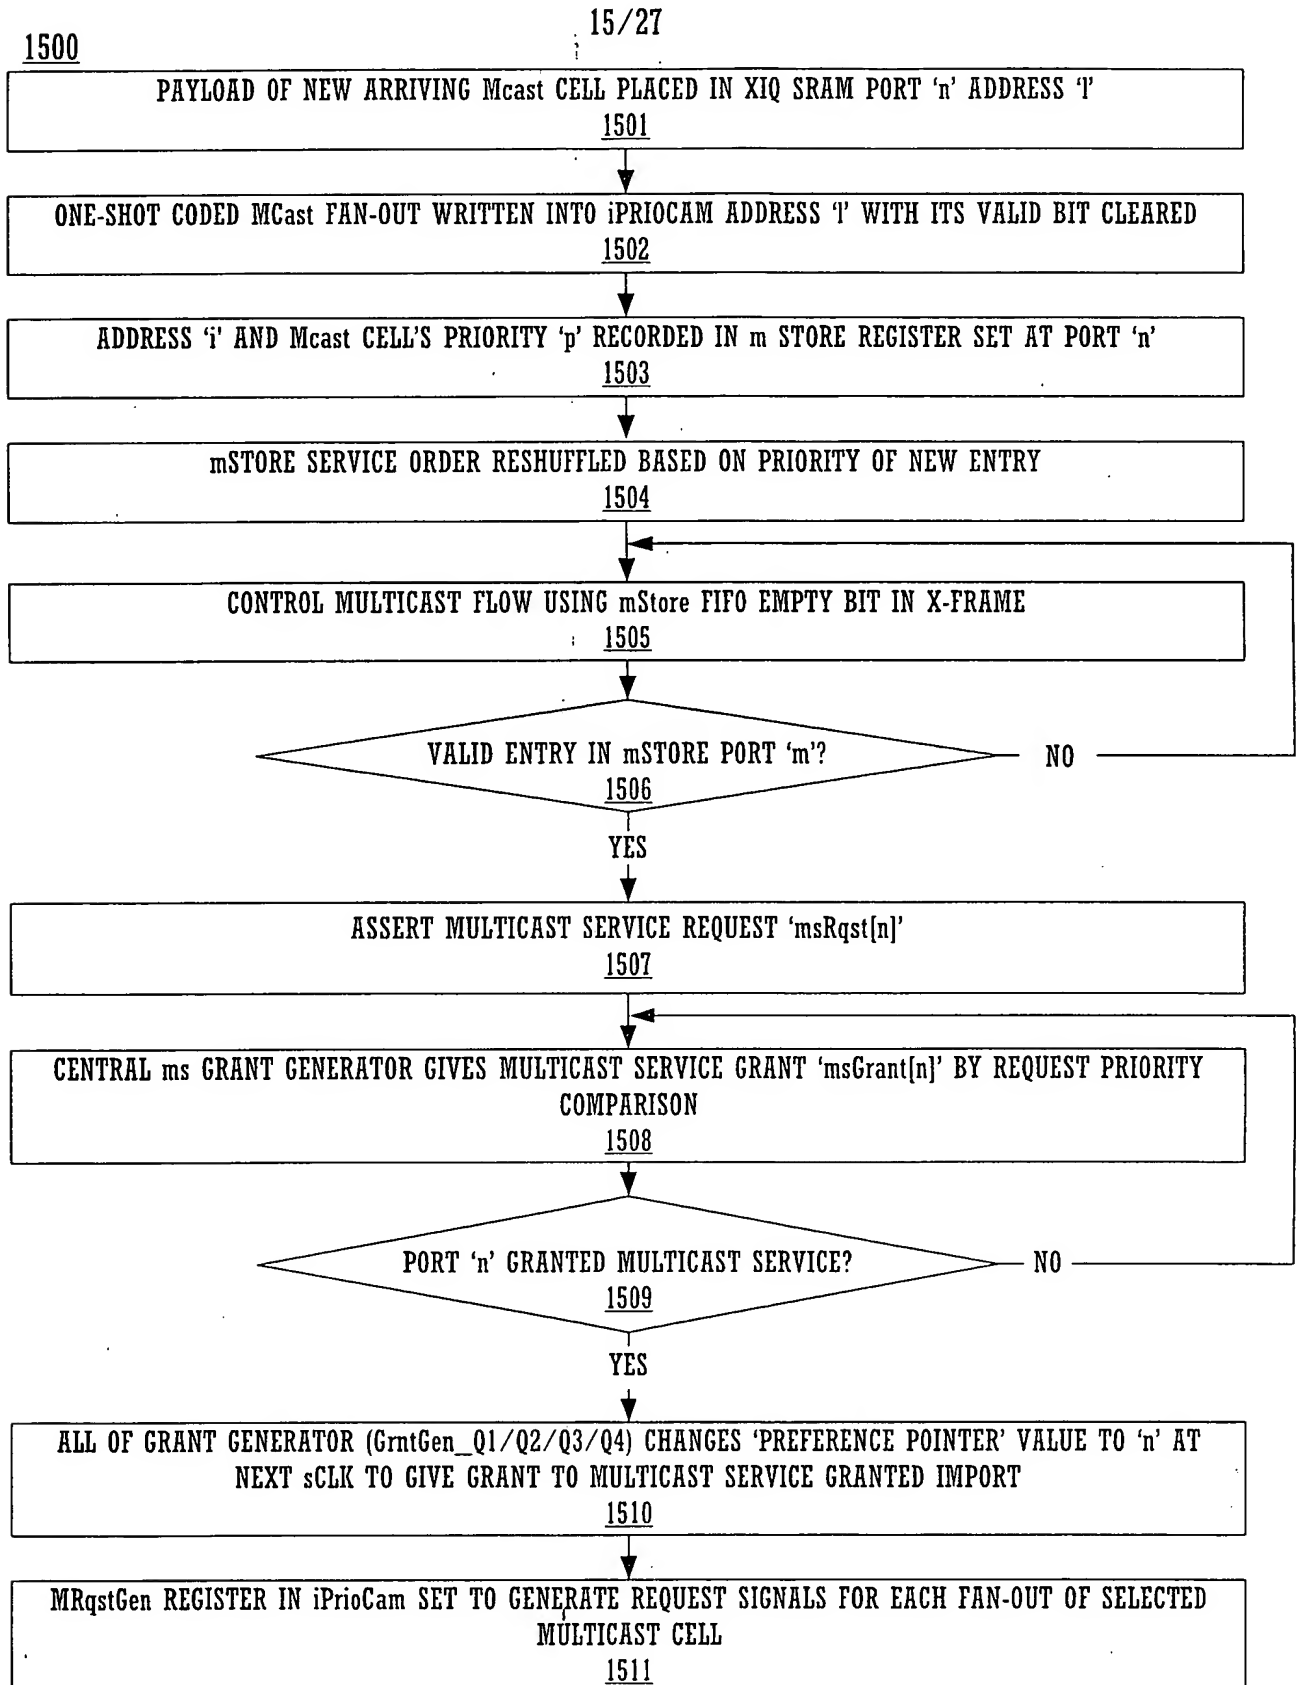 15/27
1500
PAYLOAD OF NEW ARRIVING Mcast CELL PLACED IN XIQ SRAM PORT 'n' ADDRESS 'l'
1501
ONE-SHOT CODED MCast FAN-OUT WRITTEN INTO iPRIOCAM ADDRESS 'l' WITH ITS VALID BIT CLEARED
1502
ADDRESS 'i' AND Mcast CELL'S PRIORITY 'p' RECORDED IN m STORE REGISTER SET AT PORT 'n'
1503
mSTORE SERVICE ORDER RESHUFFLED BASED ON PRIORITY OF NEW ENTRY
1504
CONTROL MULTICAST FLOW USING mStore FIFO EMPTY BIT IN X-FRAME
1505
VALID ENTRY IN mSTORE PORT 'm'?
1506
NO
YES
ASSERT MULTICAST SERVICE REQUEST 'msRqst[n]'
1507
CENTRAL ms GRANT GENERATOR GIVES MULTICAST SERVICE GRANT 'msGrant[n]' BY REQUEST PRIORITY
COMPARISON
1508
PORT 'n' GRANTED MULTICAST SERVICE?
1509
NO
YES
ALL OF GRANT GENERATOR (GrntGen_Q1/Q2/Q3/Q4) CHANGES 'PREFERENCE POINTER' VALUE TO 'n' AT
NEXT sCLK TO GIVE GRANT TO MULTICAST SERVICE GRANTED IMPORT
1510
MRqstGen REGISTER IN iPrioCam SET TO GENERATE REQUEST SIGNALS FOR EACH FAN-OUT OF SELECTED
MULTICAST CELL
1511